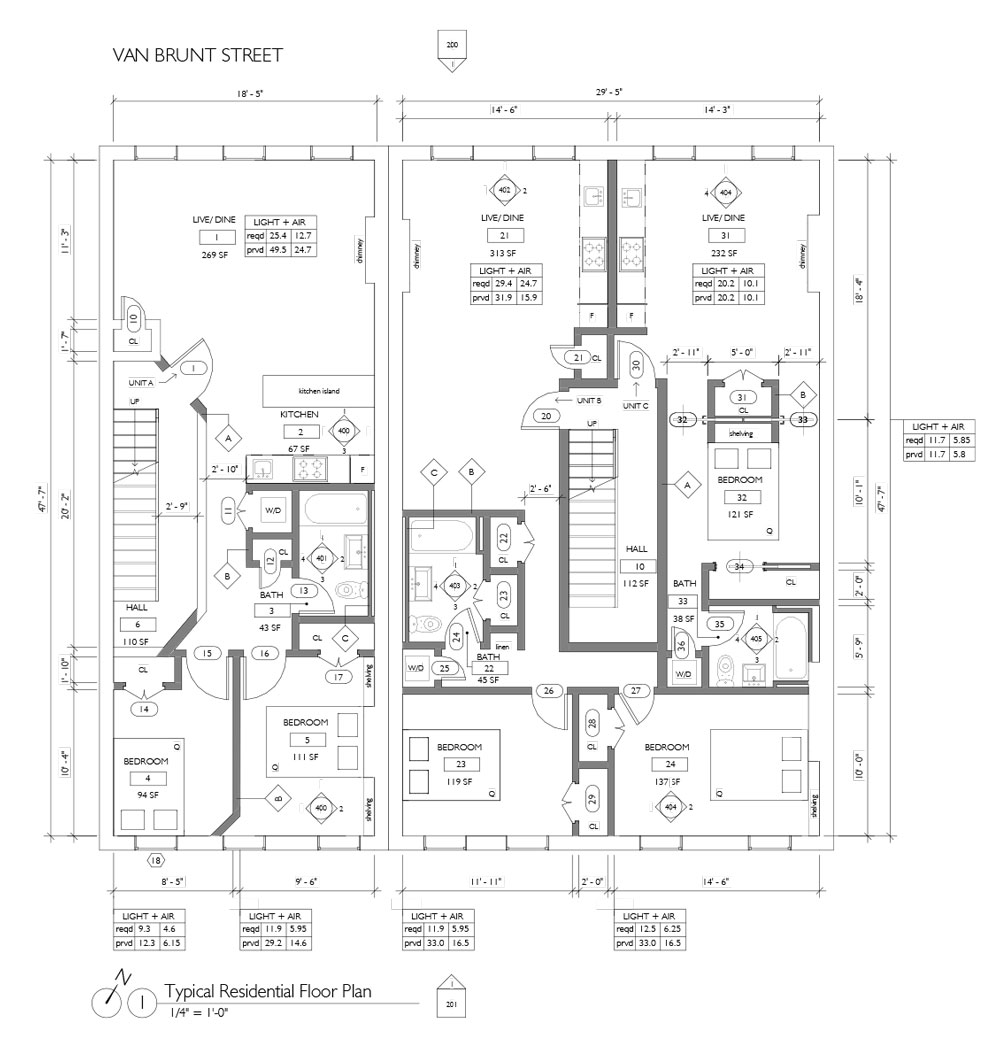 VAN BRUNT STREET
200
1
18' - 5"
29' - 5"
14' - 6"
14' - 3"
LIVE/ DINE
1
269 SF
LIGHT + AIR
reqd 25.4 12.7
prvd 49.5 24.7
chimney
11' - 3"
10
CL
1' - 7"
1
UNIT A
UP
kitchen island
KITCHEN
2
67 SF
1
400
3
A
F
2' - 10"
2' - 9"
11
W/D
12
CL
B
BATH
3
43 SF
1
4 401 2
3
13
C
CL
20' - 2"
47' - 7"
HALL
6
110 SF
1' - 10"
CL
14
15
16
17
shelving
BEDROOM
4
94 SF
Q
BEDROOM
5
111 SF
Q
B
1
400 2
shelving
10' - 4"
18
8' - 5"
9' - 6"
402 2
LIVE/ DINE
21
313 SF
LIGHT + AIR
reqd 29.4 24.7
prvd 31.9 15.9
chimney
F
F
4 404
LIVE/ DINE
31
232 SF
LIGHT + AIR
reqd 20.2 10.1
prvd 20.2 10.1
chimney
18' - 4"
21
CL
20
UNIT B
UP
30
UNIT C
2' - 11"
5' - 0"
2' - 11"
31
CL
B
32
33
shelving
LIGHT + AIR
reqd 11.7 5.85
prvd 11.7 5.8
BEDROOM
32
121 SF
Q
A
C
B
2' - 6"
22
CL
23
CL
1
4 403 2
3
24
linen
BATH
22
45 SF
W/D
25
HALL
10
112 SF
34
CL
10' - 1"
47' - 7"
2' - 0"
BATH
33
38 SF
35
36
W/D
1
4 405
3
5' - 9"
26
27
BEDROOM
23
119 SF
Q
28
CL
29
CL
BEDROOM
24
137 SF
1
404 2
Q
shelving
10' - 0"
11' - 11"
2' - 0"
14' - 6"
LIGHT + AIR
reqd 9.3 4.6
prvd 12.3 6.15
LIGHT + AIR
reqd 11.9 5.95
prvd 29.2 14.6
LIGHT + AIR
reqd 11.9 5.95
prvd 33.0 16.5
LIGHT + AIR
reqd 12.5 6.25
prvd 33.0 16.5
N
1
Typical Residential Floor Plan
1/4" = 1'-0"
1
201